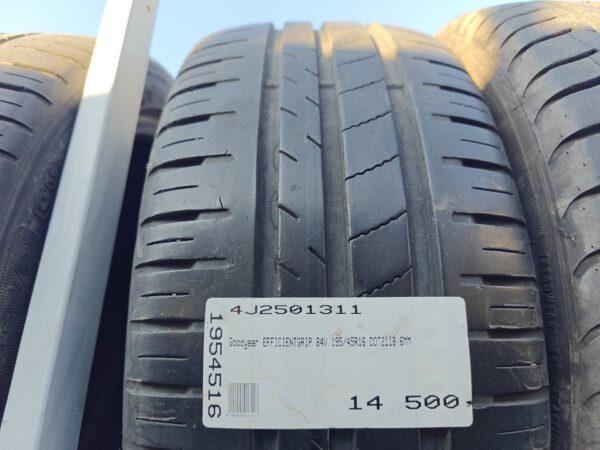 4J2501311
Goodyear EFFICIENTGRIP 84V 195/45R16 DOT2118 6MM
1954516
14 500,